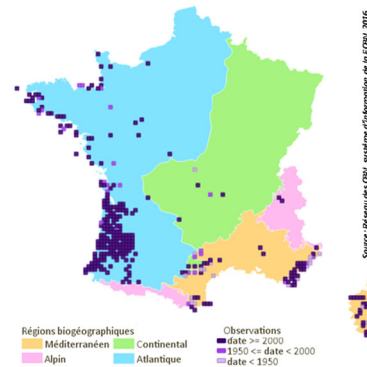 Source : Réseau des CBN, système d'information de la FCBN, 2016
Régions biogéographiques
Méditerranéen
Continental
Alpin
Atlantique
Observations
date >= 2000
1950 <= date < 2000
date < 1950